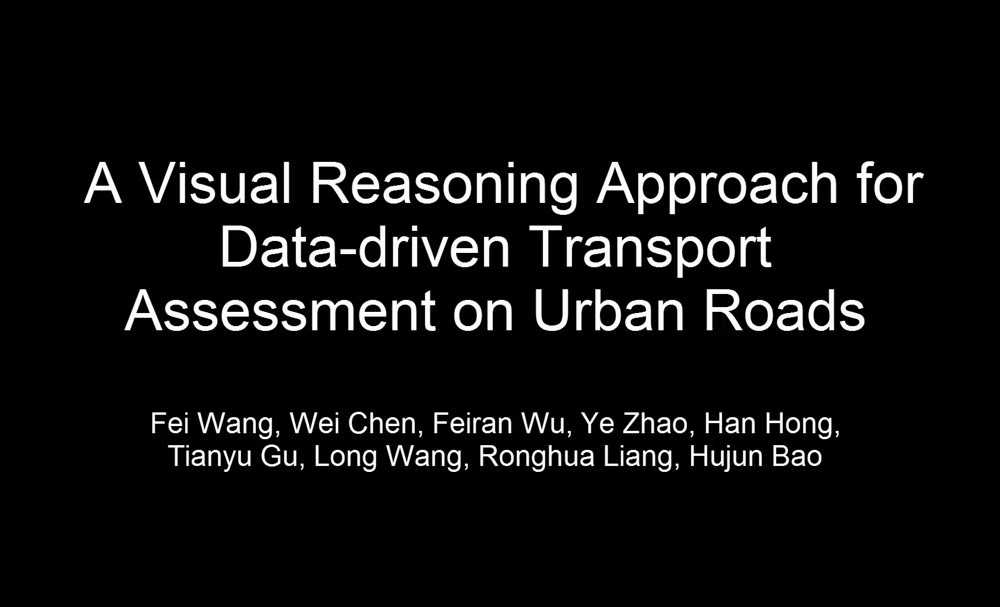 A Visual Reasoning Approach for
Data-driven Transport
Assessment on Urban Roads
Fei Wang, Wei Chen, Feiran Wu, Ye Zhao, Han Hong,
Tianyu Gu, Long Wang, Ronghua Liang, Hujun Bao